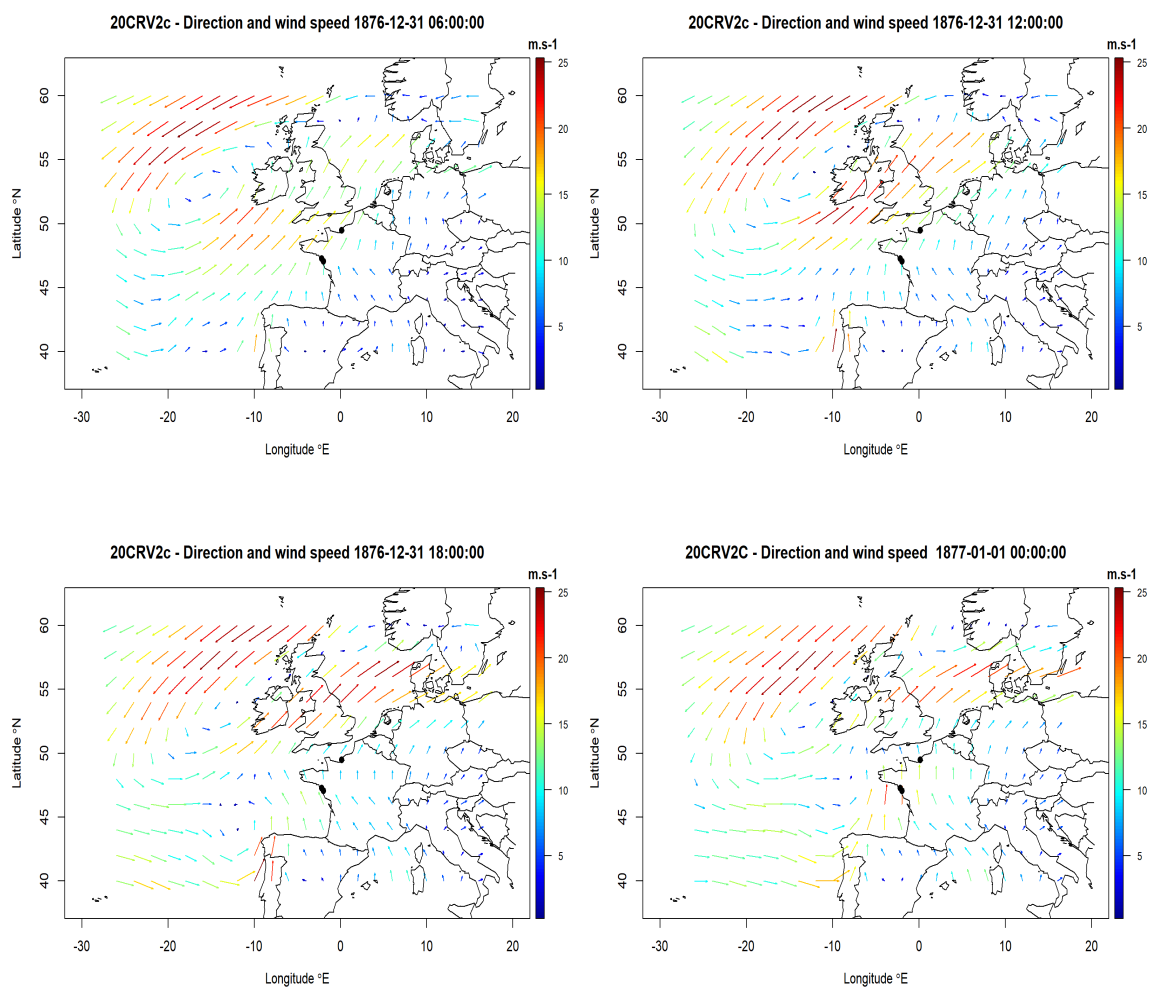 20CRV2c - Direction and wind speed 1876-12-31 06:00:00
m.s-1
25
20
15
10
5
60
55
50
45
40
Latitude °N
-30 -20 -10 0 10 20
Longitude °E
20CRV2c - Direction and wind speed 1876-12-31 12:00:00
m.s-1
25
20
15
10
5
60
55
50
45
40
Latitude °N
-30 -20 -10 0 10 20
Longitude °E
20CRV2c - Direction and wind speed 1876-12-31 18:00:00
m.s-1
25
20
15
10
5
60
55
50
45
40
Latitude °N
-30 -20 -10 0 10 20
Longitude °E
20CRV2C - Direction and wind speed  1877-01-01 00:00:00
m.s-1
25
20
15
10
5
60
55
50
45
40
Latitude °N
-30 -20 -10 0 10 20
Longitude °E